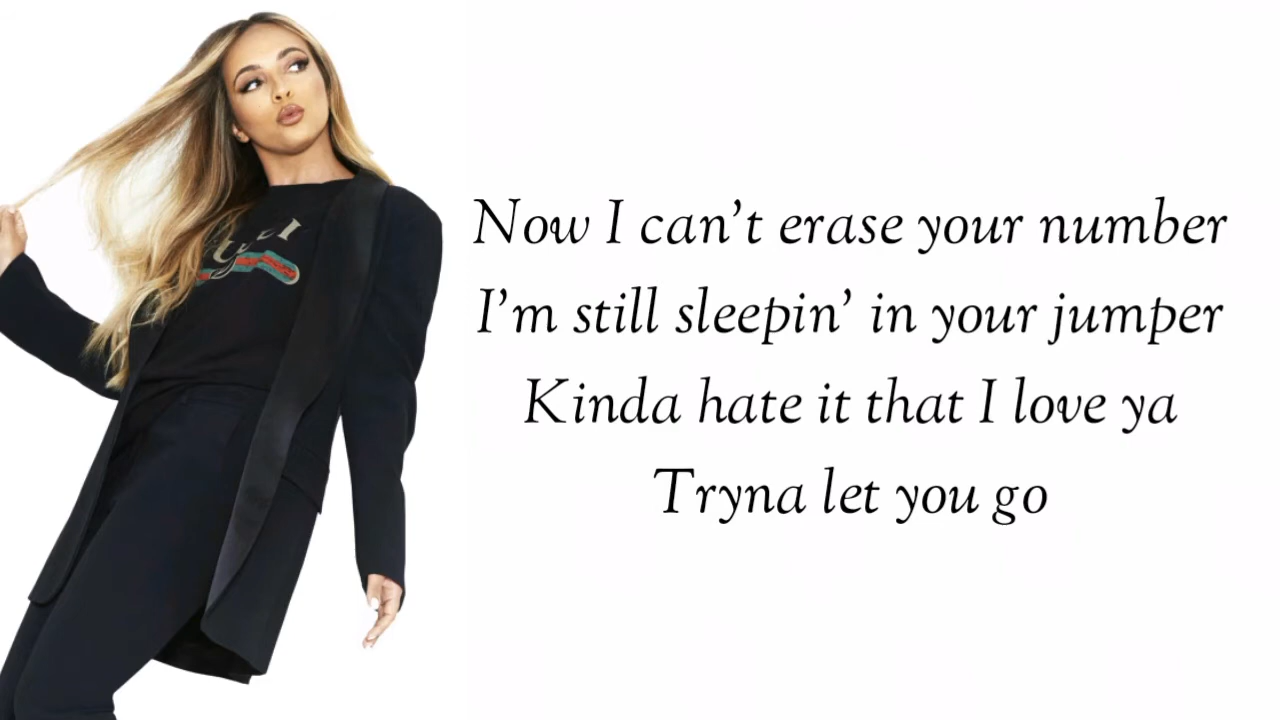 Now I can’t erase your number
I’m still sleepin’ in your jumper
Kinda hate it that I love ya
Tryna let you go